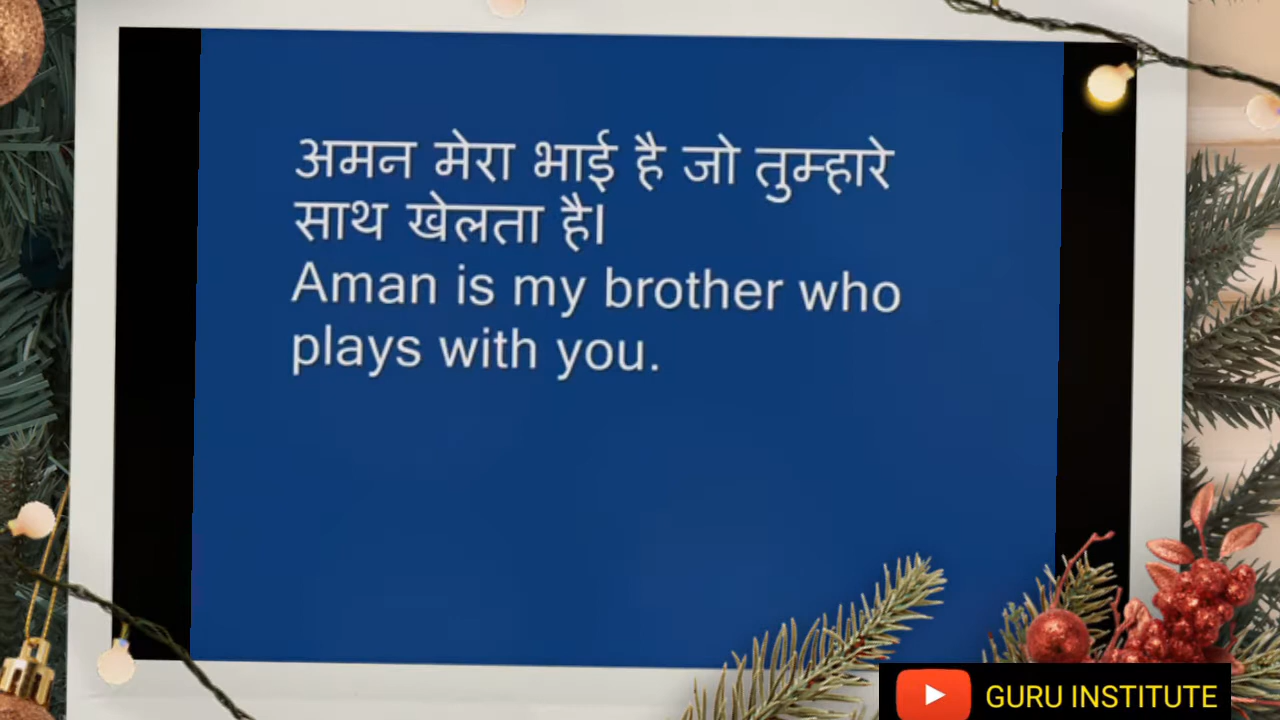 अमन मेरा भाई है जो तुम्हारे
साथ खेलता है।
Aman is my brother who
plays with you.
GURU INSTITUTE